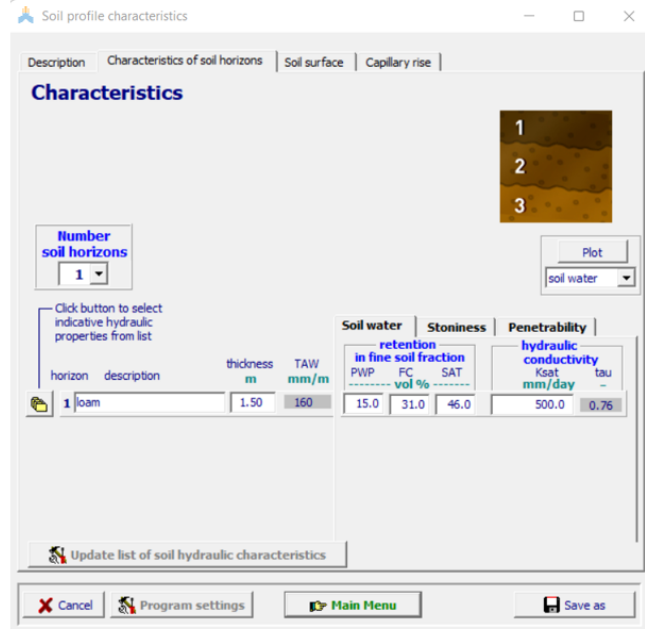 Soil profile characteristics
Description Characteristics of soil horizons Soil surface Capillary rise
Characteristics
1
2
3
Number
soil horizons
1
Plot
soil water
Click button to select
indicative hydraulic
properties from list
Soil water Stoniness Penetrability
retention hydraulic
in fine soil fraction conductivity
horizon description thickness TAW PWP FC SAT Ksat tau
m mm/m -------- vol % ------- mm/day -
1 loam 1.50 160 15.0 31.0 46.0 500.0 0.76
Update list of soil hydraulic characteristics
Cancel Program settings Main Menu Save as